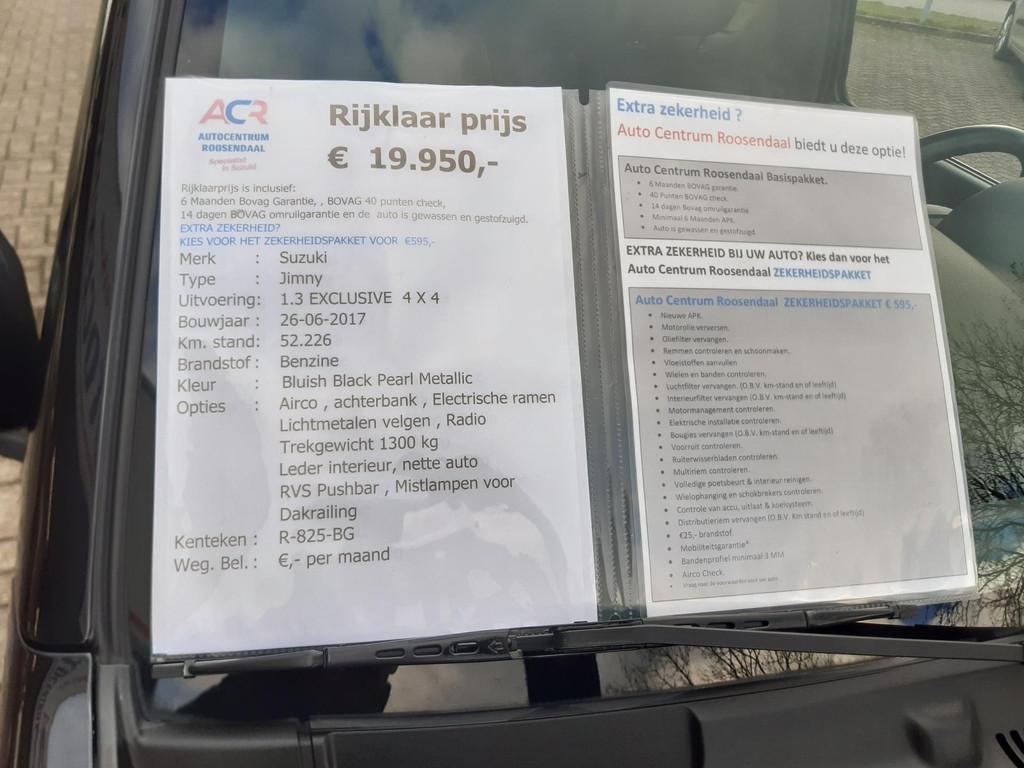 ACR
AUTOCENTRUM
ROOSENDAAL
Specialist
in Suzuki
Rijklaar prijs
€ 19.950,-
Rijklaarprijs is inclusief:
6 Maanden Bovag Garantie, , BOVAG 40 punten check,
14 dagen BOVAG omruilgarantie en de auto is gewassen en gestofzuigd.
EXTRA ZEKERHEID?
KIES VOOR HET ZEKERHEIDSPAKKET VOOR €595,-
Merk : Suzuki
Type : Jimny
Uitvoering: 1.3 EXCLUSIVE 4 X 4
Bouwjaar : 26-06-2017
Km. stand: 52.226
Brandstof : Benzine
Kleur : Bluish Black Pearl Metallic
Opties : Airco , achterbank , Electrische ramen
Lichtmetalen velgen , Radio
Trekgewicht 1300 kg
Leder interieur, nette auto
RVS Pushbar , Mistlampen voor
Dakrailing
Kenteken : R-825-BG
Weg. Bel. : €,- per maand
Extra zekerheid ?
Auto Centrum Roosendaal biedt u deze optie!
Auto Centrum Roosendaal Basispakket.
• 6 Maanden BOVAG garantie.
• 40 Punten BOVAG check.
• 14 dagen Bovag omruilgarantie
• Minimaal 6 Maanden APK.
• Auto is gewassen en gestofzuigd.
EXTRA ZEKERHEID BIJ UW AUTO? Kies dan voor het
Auto Centrum Roosendaal ZEKERHEIDSPAKKET
Auto Centrum Roosendaal ZEKERHEIDSPAKKET € 595,-
• Nieuwe APK.
• Motorolie verversen.
• Oliefilter vervangen.
• Remmen controleren en schoonmaken.
• Vloeistoffen aanvullen
• Wielen en banden controleren.
• Luchtfilter vervangen. (O.B.V. km-stand en of leeftijd)
• Interieurfilter vervangen (O.B.V. km-stand en of leeftijd)
• Motormanagement controleren.
• Elektrische installatie controleren.
• Bougies vervangen (O.B.V. km-stand en of leeftijd)
• Voorruit controleren.
• Ruiterwisserbladen controleren.
• Multiriem controleren.
• Volledige poetsbeurt & interieur reinigen.
• Wielophanging en schokbrekers controleren.
• Controle van accu, uitlaat & koelsysteem.
• Distributieriem vervangen (O.B.V. Km stand en of leeftijd)
• €25,- brandstof.
• Mobiliteitsgarantie*
• Bandenprofiel minimaal 3 MM
• Airco Check.
• Vraag naar de voorwaarden